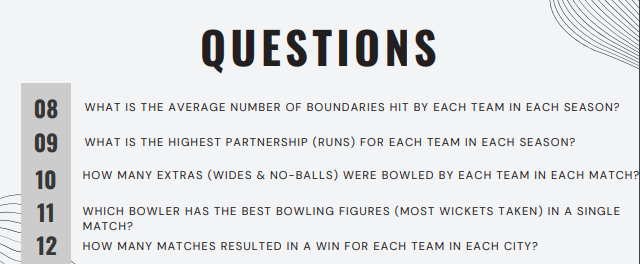 QUESTIONS
08 WHAT IS THE AVERAGE NUMBER OF BOUNDARIES HIT BY EACH TEAM IN EACH SEASON?
09 WHAT IS THE HIGHEST PARTNERSHIP (RUNS) FOR EACH TEAM IN EACH SEASON?
10 HOW MANY EXTRAS (WIDES & NO-BALLS) WERE BOWLED BY EACH TEAM IN EACH MATCH?
11 WHICH BOWLER HAS THE BEST BOWLING FIGURES (MOST WICKETS TAKEN) IN A SINGLE
MATCH?
12 HOW MANY MATCHES RESULTED IN A WIN FOR EACH TEAM IN EACH CITY?